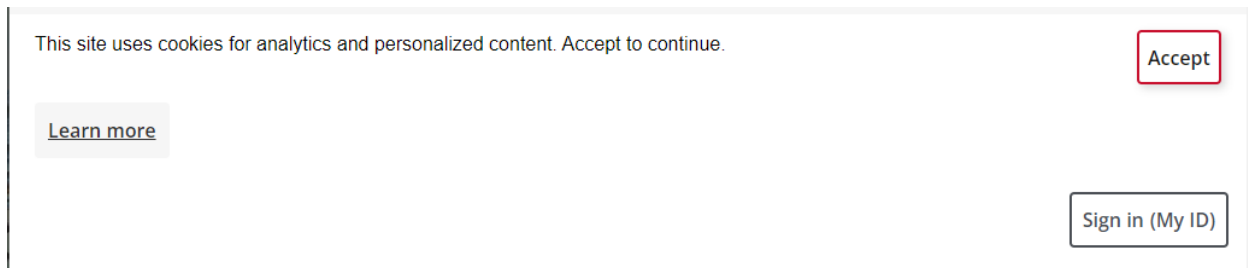 This site uses cookies for analytics and personalized content. Accept to continue.
Accept
Learn more
Sign in (My ID)